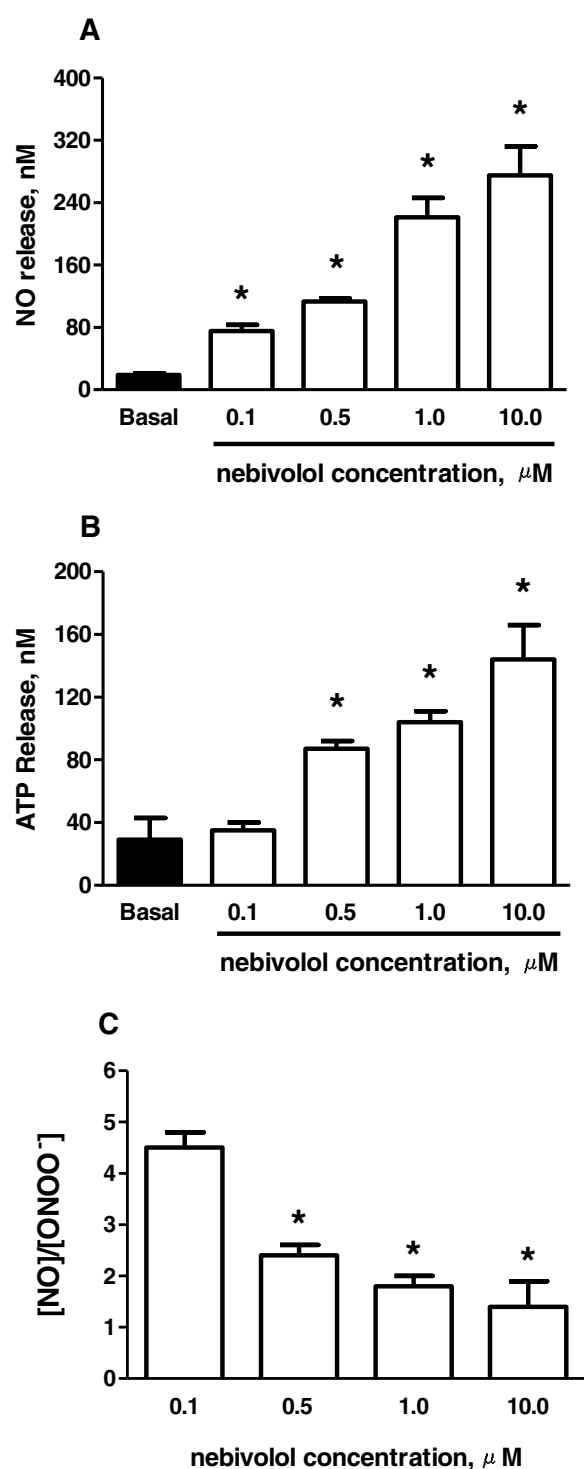 A
NO release, nM
400
320
240
160
80
0
*
*
*
*
Basal 0.1 0.5 1.0 10.0
nebivolol concentration, μM
B
ATP Release, nM
200
160
120
80
40
0
*
*
*
Basal 0.1 0.5 1.0 10.0
nebivolol concentration, μM
C
[NO]/[ONOO⁻]
6
5
4
3
2
1
0
*
*
*
0.1 0.5 1.0 10.0
nebivolol concentration, μ M